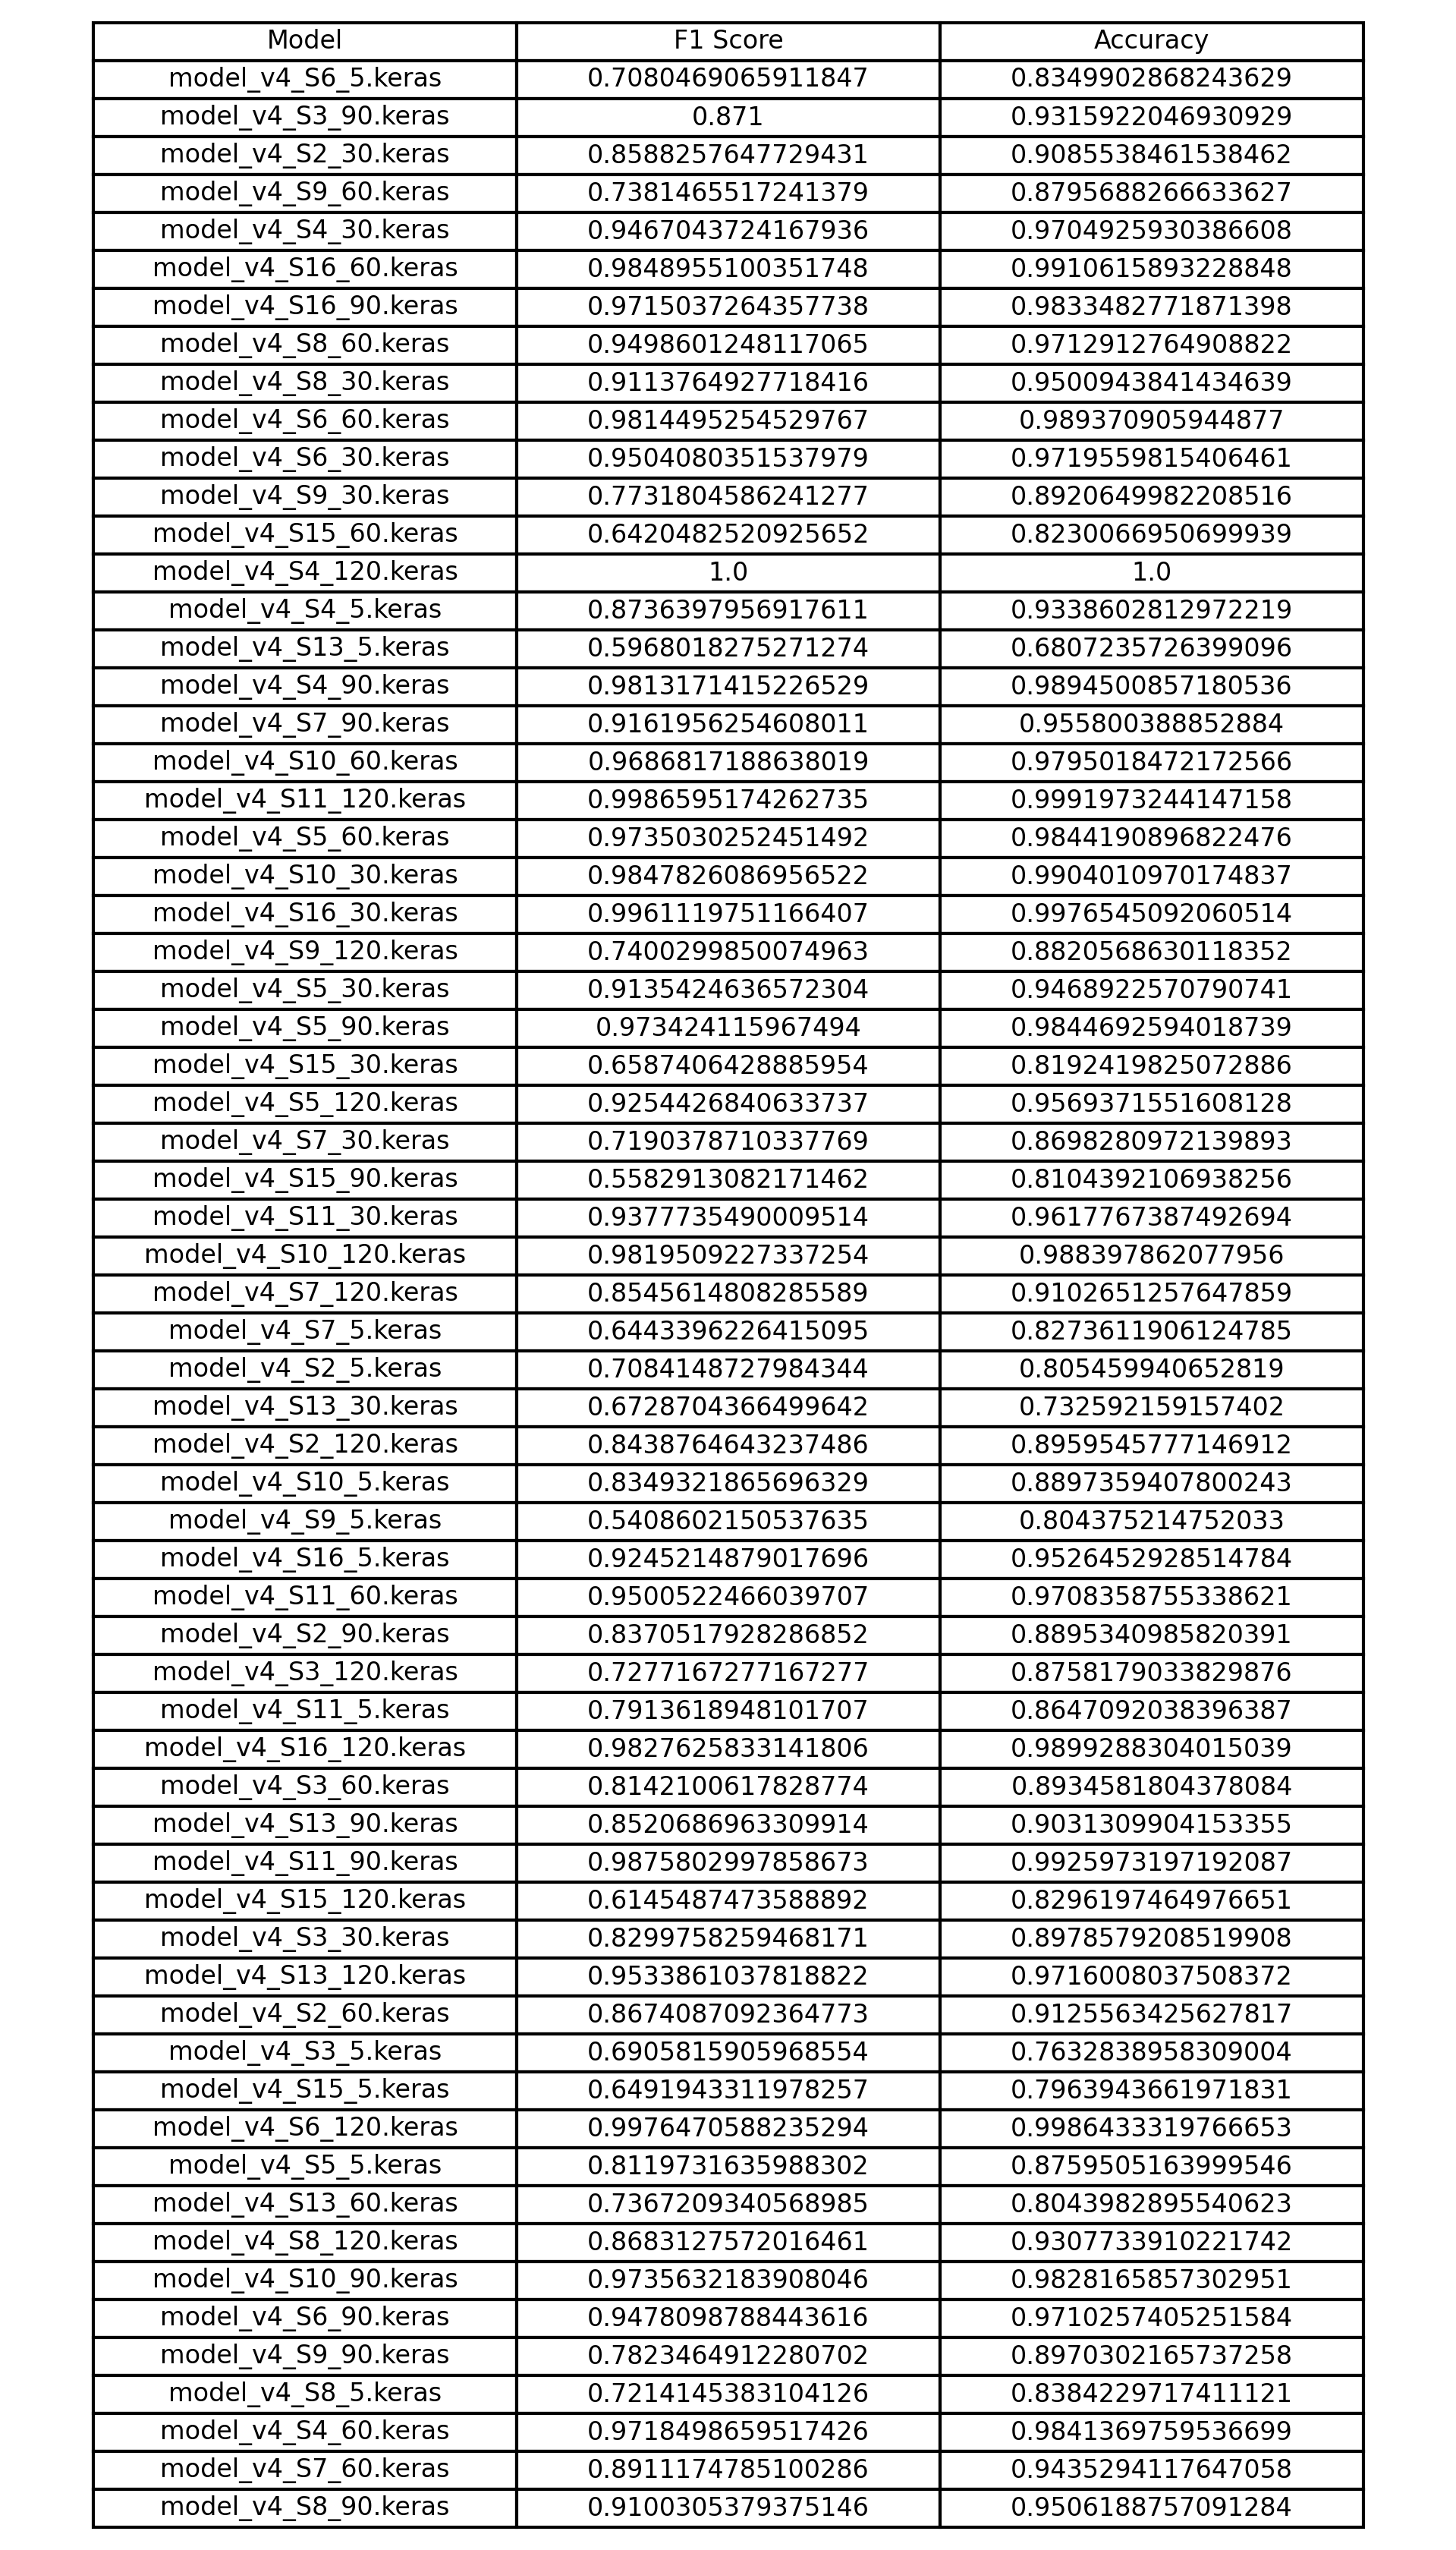 Model F1 Score Accuracy
model_v4_S6_5.keras 0.7080469065911847 0.8349902868243629
model_v4_S3_90.keras 0.871 0.9315922046930929
model_v4_S2_30.keras 0.8588257647729431 0.9085538461538462
model_v4_S9_60.keras 0.7381465517241379 0.8795688266633627
model_v4_S4_30.keras 0.9467043724167936 0.9704925930386608
model_v4_S16_60.keras 0.9848955100351748 0.9910615893228848
model_v4_S16_90.keras 0.9715037264357738 0.9833482771871398
model_v4_S8_60.keras 0.9498601248117065 0.9712912764908822
model_v4_S8_30.keras 0.9113764927718416 0.9500943841434639
model_v4_S6_60.keras 0.9814495254529767 0.989370905944877
model_v4_S6_30.keras 0.9504080351537979 0.9719559815406461
model_v4_S9_30.keras 0.7731804586241277 0.8920649982208516
model_v4_S15_60.keras 0.6420482520925652 0.8230066950699939
model_v4_S4_120.keras 1.0 1.0
model_v4_S4_5.keras 0.8736397956917611 0.9338602812972219
model_v4_S13_5.keras 0.5968018275271274 0.6807235726399096
model_v4_S4_90.keras 0.9813171415226529 0.9894500857180536
model_v4_S7_90.keras 0.9161956254608011 0.955800388852884
model_v4_S10_60.keras 0.9686817188638019 0.9795018472172566
model_v4_S11_120.keras 0.9986595174262735 0.9991973244147158
model_v4_S5_60.keras 0.9735030252451492 0.9844190896822476
model_v4_S10_30.keras 0.9847826086956522 0.9904010970174837
model_v4_S16_30.keras 0.9961119751166407 0.9976545092060514
model_v4_S9_120.keras 0.7400299850074963 0.8820568630118352
model_v4_S5_30.keras 0.9135424636572304 0.9468922570790741
model_v4_S5_90.keras 0.973424115967494 0.9844692594018739
model_v4_S15_30.keras 0.6587406428885954 0.8192419825072886
model_v4_S5_120.keras 0.9254426840633737 0.9569371551608128
model_v4_S7_30.keras 0.7190378710337769 0.8698280972139893
model_v4_S15_90.keras 0.5582913082171462 0.8104392106938256
model_v4_S11_30.keras 0.9377735490009514 0.9617767387492694
model_v4_S10_120.keras 0.9819509227337254 0.988397862077956
model_v4_S7_120.keras 0.8545614808285589 0.9102651257647859
model_v4_S7_5.keras 0.6443396226415095 0.8273611906124785
model_v4_S2_5.keras 0.7084148727984344 0.805459940652819
model_v4_S13_30.keras 0.6728704366499642 0.732592159157402
model_v4_S2_120.keras 0.8438764643237486 0.8959545777146912
model_v4_S10_5.keras 0.8349321865696329 0.8897359407800243
model_v4_S9_5.keras 0.5408602150537635 0.804375214752033
model_v4_S16_5.keras 0.9245214879017696 0.9526452928514784
model_v4_S11_60.keras 0.9500522466039707 0.9708358755338621
model_v4_S2_90.keras 0.8370517928286852 0.8895340985820391
model_v4_S3_120.keras 0.7277167277167277 0.8758179033829876
model_v4_S11_5.keras 0.7913618948101707 0.8647092038396387
model_v4_S16_120.keras 0.9827625833141806 0.9899288304015039
model_v4_S3_60.keras 0.8142100617828774 0.8934581804378084
model_v4_S13_90.keras 0.8520686963309914 0.9031309904153355
model_v4_S11_90.keras 0.9875802997858673 0.9925973197192087
model_v4_S15_120.keras 0.6145487473588892 0.8296197464976651
model_v4_S3_30.keras 0.8299758259468171 0.8978579208519908
model_v4_S13_120.keras 0.9533861037818822 0.9716008037508372
model_v4_S2_60.keras 0.8674087092364773 0.9125563425627817
model_v4_S3_5.keras 0.6905815905968554 0.7632838958309004
model_v4_S15_5.keras 0.6491943311978257 0.7963943661971831
model_v4_S6_120.keras 0.9976470588235294 0.9986433319766653
model_v4_S5_5.keras 0.8119731635988302 0.8759505163999546
model_v4_S13_60.keras 0.7367209340568985 0.8043982895540623
model_v4_S8_120.keras 0.8683127572016461 0.9307733910221742
model_v4_S10_90.keras 0.9735632183908046 0.9828165857302951
model_v4_S6_90.keras 0.9478098788443616 0.9710257405251584
model_v4_S9_90.keras 0.7823464912280702 0.8970302165737258
model_v4_S8_5.keras 0.7214145383104126 0.8384229717411121
model_v4_S4_60.keras 0.9718498659517426 0.9841369759536699
model_v4_S7_60.keras 0.8911174785100286 0.9435294117647058
model_v4_S8_90.keras 0.9100305379375146 0.9506188757091284